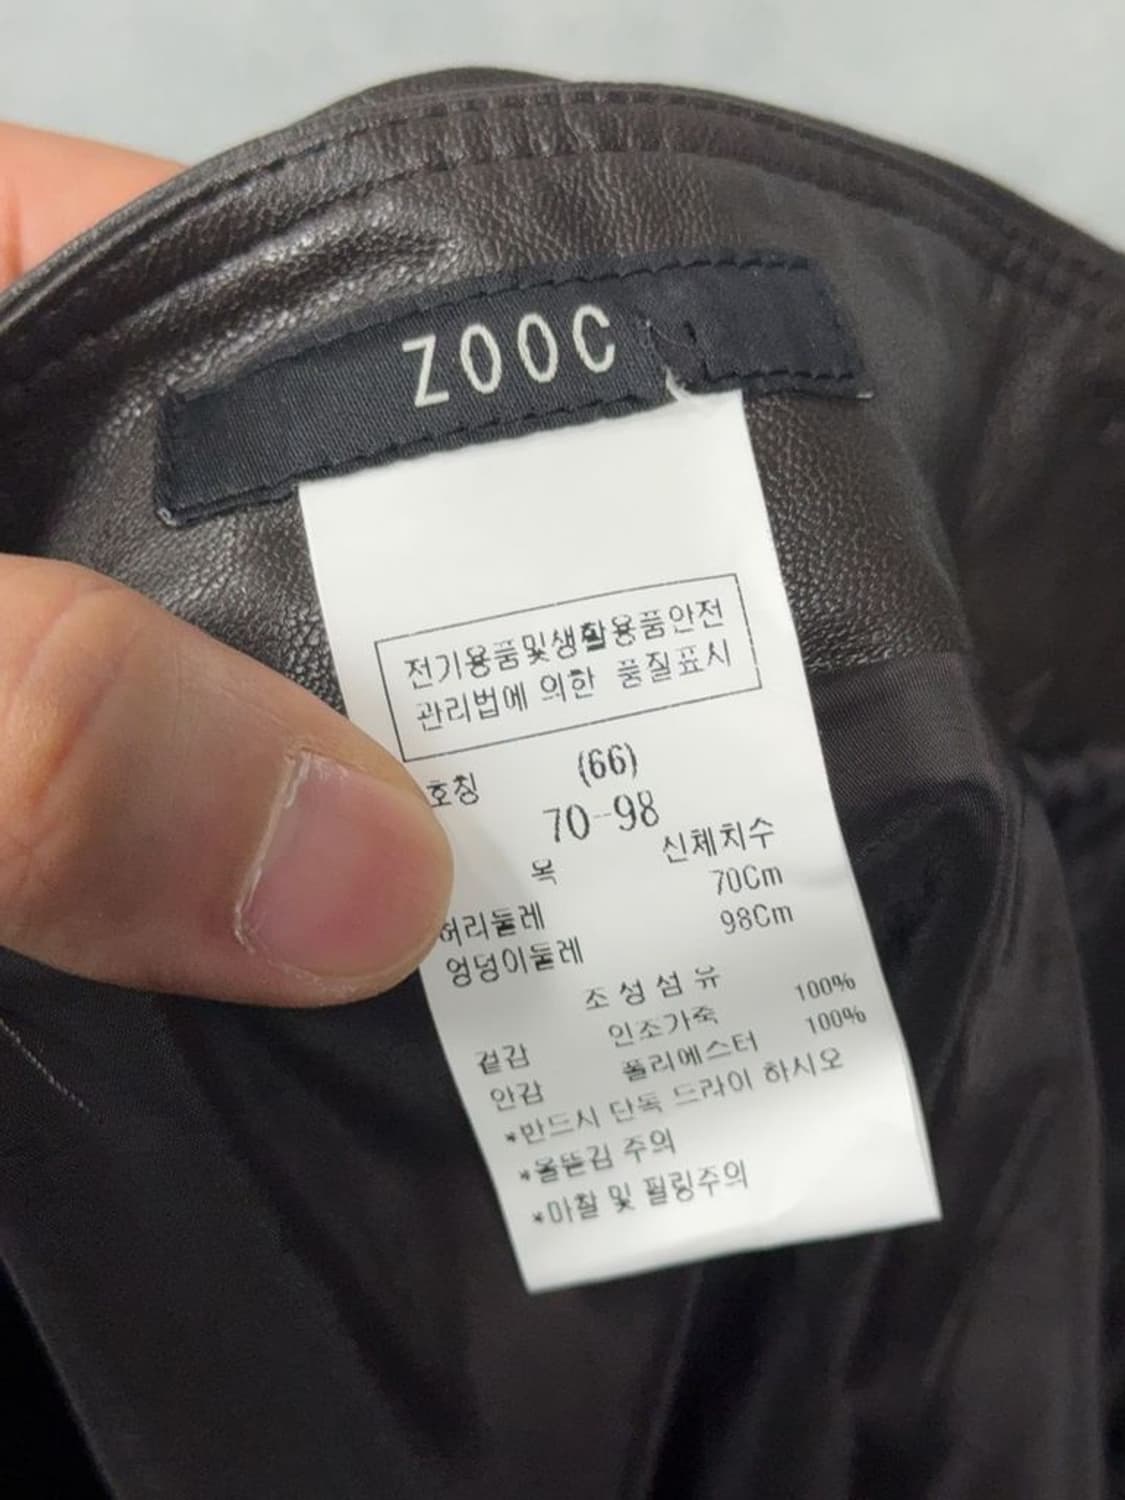 ZOOC
전기용품및생활용품안전
관리법에 의한 품질표시
호칭 (66)
70-98
목 신체치수
허리둘레 70Cm
엉덩이둘레 98Cm
조성섬유
겉감 인조가죽 100%
안감 폴리에스터 100%
*반드시 단독 드라이 하시오
*올뜯김 주의
*마찰 및 필링주의